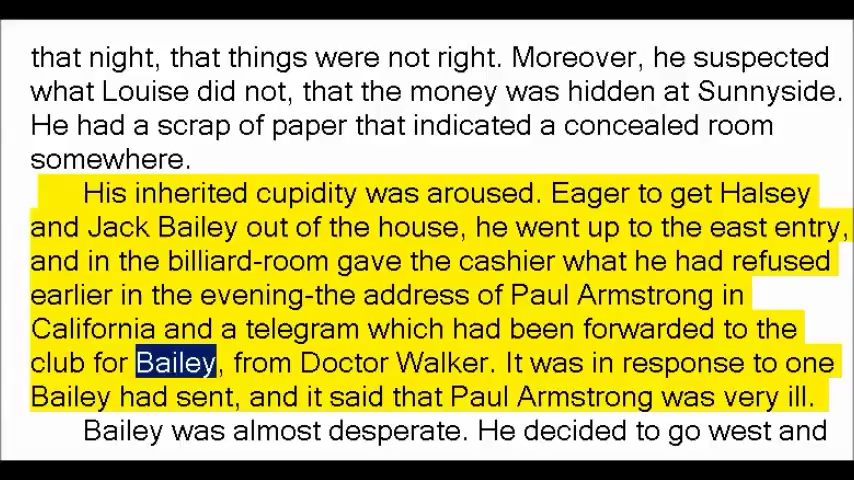 that night, that things were not right. Moreover, he suspected
what Louise did not, that the money was hidden at Sunnyside.
He had a scrap of paper that indicated a concealed room
somewhere.
His inherited cupidity was aroused. Eager to get Halsey
and Jack Bailey out of the house, he went up to the east entry,
and in the billiard-room gave the cashier what he had refused
earlier in the evening-the address of Paul Armstrong in
California and a telegram which had been forwarded to the
club for Bailey, from Doctor Walker. It was in response to one
Bailey had sent, and it said that Paul Armstrong was very ill.
Bailey was almost desperate. He decided to go west and